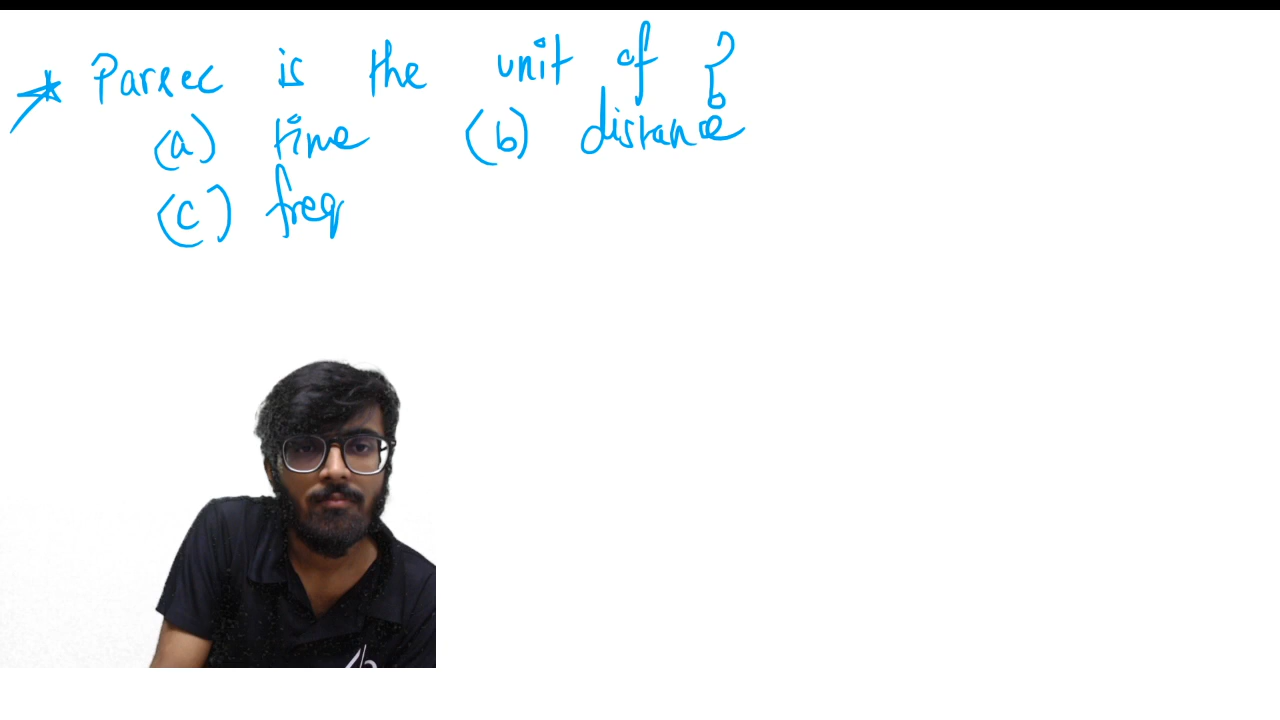 * Parsec is the unit of ?
(a) time (b) distance
(c) freq